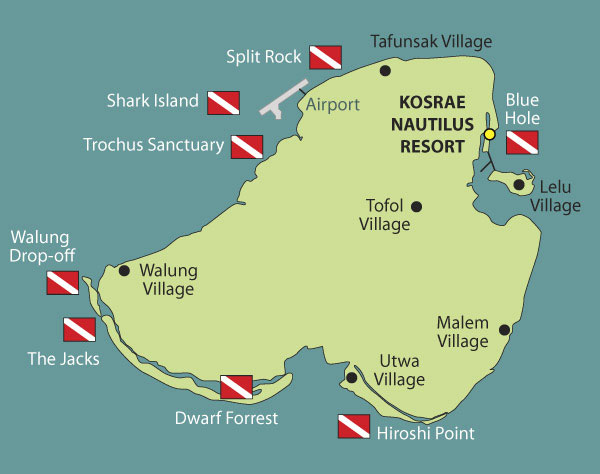 Tafunsak Village
Split Rock
Shark Island
Airport
KOSRAE
NAUTILUS
RESORT
Blue
Hole
Trochus Sanctuary
Lelu
Village
Tofol
Village
Walung
Drop-off
Walung
Village
The Jacks
Malem
Village
Utwa
Village
Dwarf Forrest
Hiroshi Point